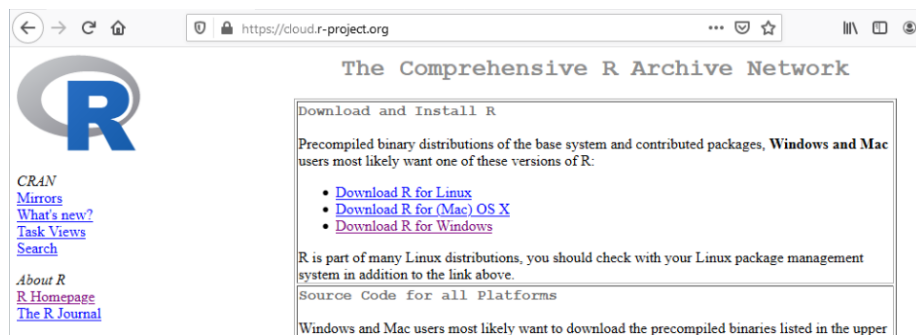 https://cloud.r-project.org
The Comprehensive R Archive Network
R
CRAN
Mirrors
What's new?
Task Views
Search
About R
R Homepage
The R Journal
Download and Install R
Precompiled binary distributions of the base system and contributed packages, Windows and Mac
users most likely want one of these versions of R:
• Download R for Linux
• Download R for (Mac) OS X
• Download R for Windows
R is part of many Linux distributions, you should check with your Linux package management
system in addition to the link above.
Source Code for all Platforms
Windows and Mac users most likely want to download the precompiled binaries listed in the upper